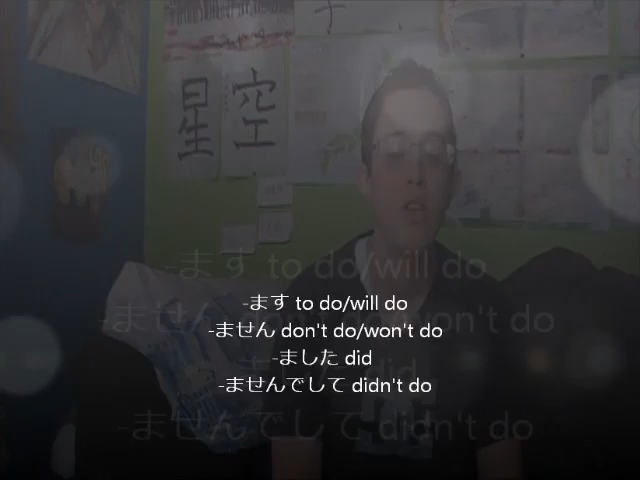 星空
-ます to do/will do
-ません don't do/won't do
-ました did
-ませんでして didn't do